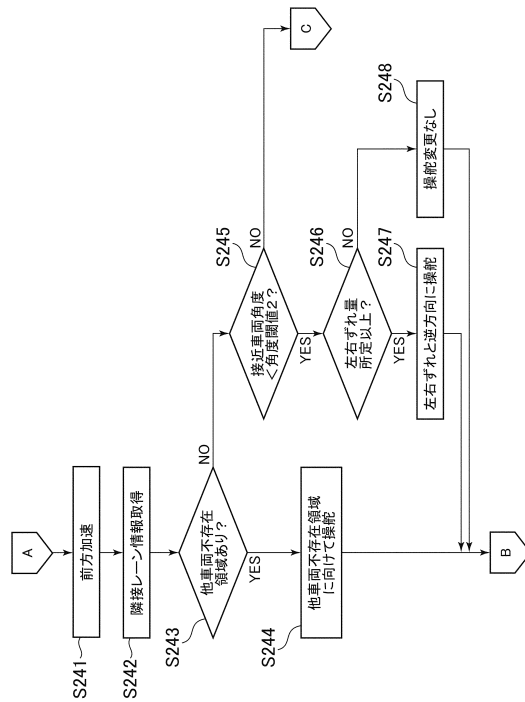 A
S241
前方加速
S242
隣接レーン情報取得
S243
他車両不存在
領域あり?
NO
YES
S244
他車両不存在領域
に向けて操舵
S245
接近車両角度
<角度閾値2?
NO
YES
C
S246
左右ずれ量
所定以上?
NO
YES
S247
左右ずれと逆方向に操舵
S248
操舵変更なし
B